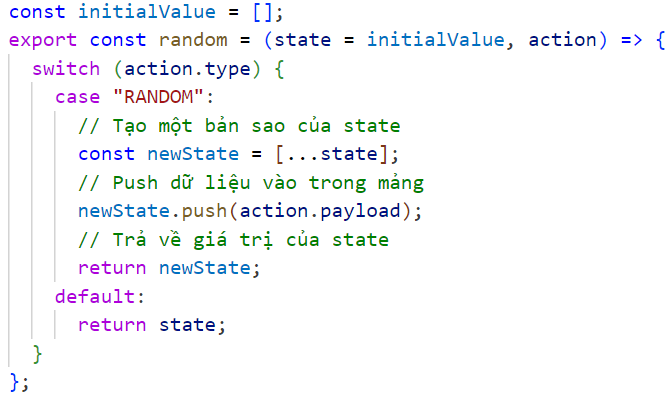 const initialValue = [];
export const random = (state = initialValue, action) => {
  switch (action.type) {
    case "RANDOM":
      // Tạo một bản sao của state
      const newState = [...state];
      // Push dữ liệu vào trong mảng
      newState.push(action.payload);
      // Trả về giá trị của state
      return newState;
    default:
      return state;
  }
};